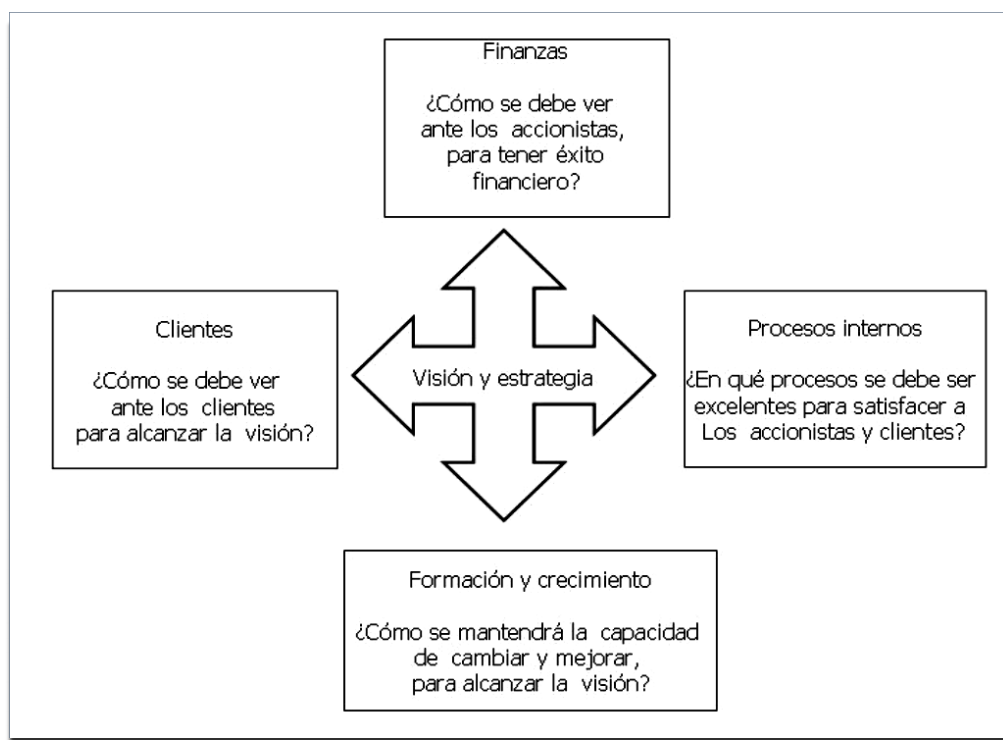 Finanzas
¿Cómo se debe ver
ante los accionistas,
para tener éxito
financiero?
Clientes
¿Cómo se debe ver
ante los clientes
para alcanzar la visión?
Visión y estrategia
Procesos internos
¿En qué procesos se debe ser
excelentes para satisfacer a
Los accionistas y clientes?
Formación y crecimiento
¿Cómo se mantendrá la capacidad
de cambiar y mejorar,
para alcanzar la visión?